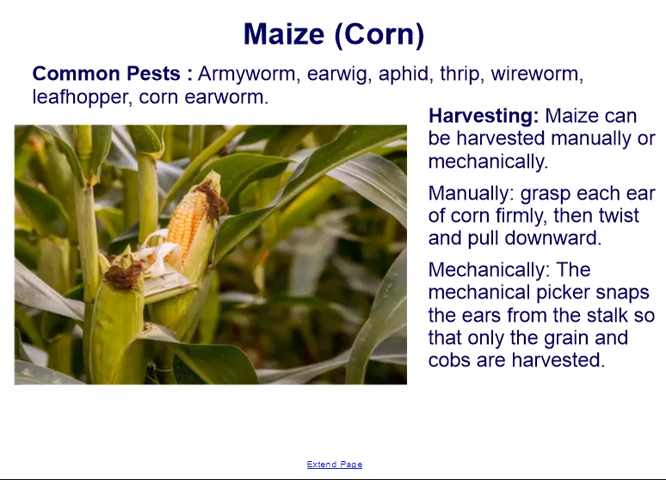 Maize (Corn)
Common Pests : Armyworm, earwig, aphid, thrip, wireworm,
leafhopper, corn earworm.
Harvesting: Maize can
be harvested manually or
mechanically.
Manually: grasp each ear
of corn firmly, then twist
and pull downward.
Mechanically: The
mechanical picker snaps
the ears from the stalk so
that only the grain and
cobs are harvested.
Extend Page